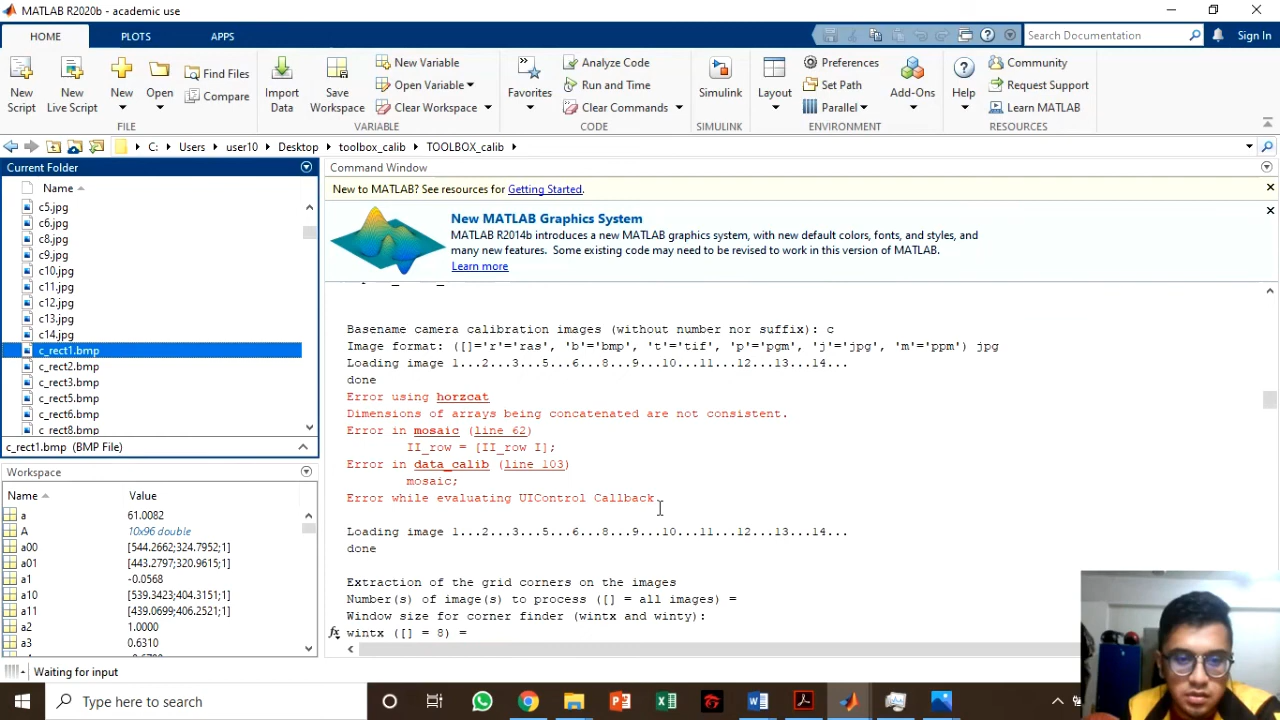 MATLAB R2020b - academic use
HOME PLOTS APPS
Search Documentation
Sign In
New Script
New Live Script
New
Open
Find Files
Compare
Import Data
Save Workspace
New Variable
Open Variable
Clear Workspace
Favorites
Analyze Code
Run and Time
Clear Commands
Simulink
Layout
Preferences
Set Path
Parallel
Add-Ons
Help
Community
Request Support
Learn MATLAB
FILE VARIABLE CODE SIMULINK ENVIRONMENT RESOURCES
C: Users user10 Desktop toolbox_calib TOOLBOX_calib
Current Folder
Name
c5.jpg
c6.jpg
c8.jpg
c9.jpg
c10.jpg
c11.jpg
c12.jpg
c13.jpg
c14.jpg
c_rect1.bmp
c_rect2.bmp
c_rect3.bmp
c_rect5.bmp
c_rect6.bmp
c_rect8.bmp
c_rect1.bmp (BMP File)
Workspace
Name Value
a 61.0082
A 10x96 double
a00 [544.2662;324.7952;1]
a01 [443.2797;320.9615;1]
a1 -0.0568
a10 [539.3423;404.3151;1]
a11 [439.0699;406.2521;1]
a2 1.0000
a3 0.6310
Command Window
New to MATLAB? See resources for Getting Started.
New MATLAB Graphics System
MATLAB R2014b introduces a new MATLAB graphics system, with new default colors, fonts, and styles, and
many new features. Some existing code may need to be revised to work in this version of MATLAB.
Learn more
Basename camera calibration images (without number nor suffix): c
Image format: ([]='r'='ras', 'b'='bmp', 't'='tif', 'p'='pgm', 'j'='jpg', 'm'='ppm') jpg
Loading image 1...2...3...5...6...8...9...10...11...12...13...14...
done
Error using horzcat
Dimensions of arrays being concatenated are not consistent.
Error in mosaic (line 62)
II_row = [II_row I];
Error in data_calib (line 103)
mosaic;
Error while evaluating UIControl Callback.
Loading image 1...2...3...5...6...8...9...10...11...12...13...14...
done
Extraction of the grid corners on the images
Number(s) of image(s) to process ([] = all images) =
Window size for corner finder (wintx and winty):
fx wintx ([] = 8) =
Waiting for input
Type here to search